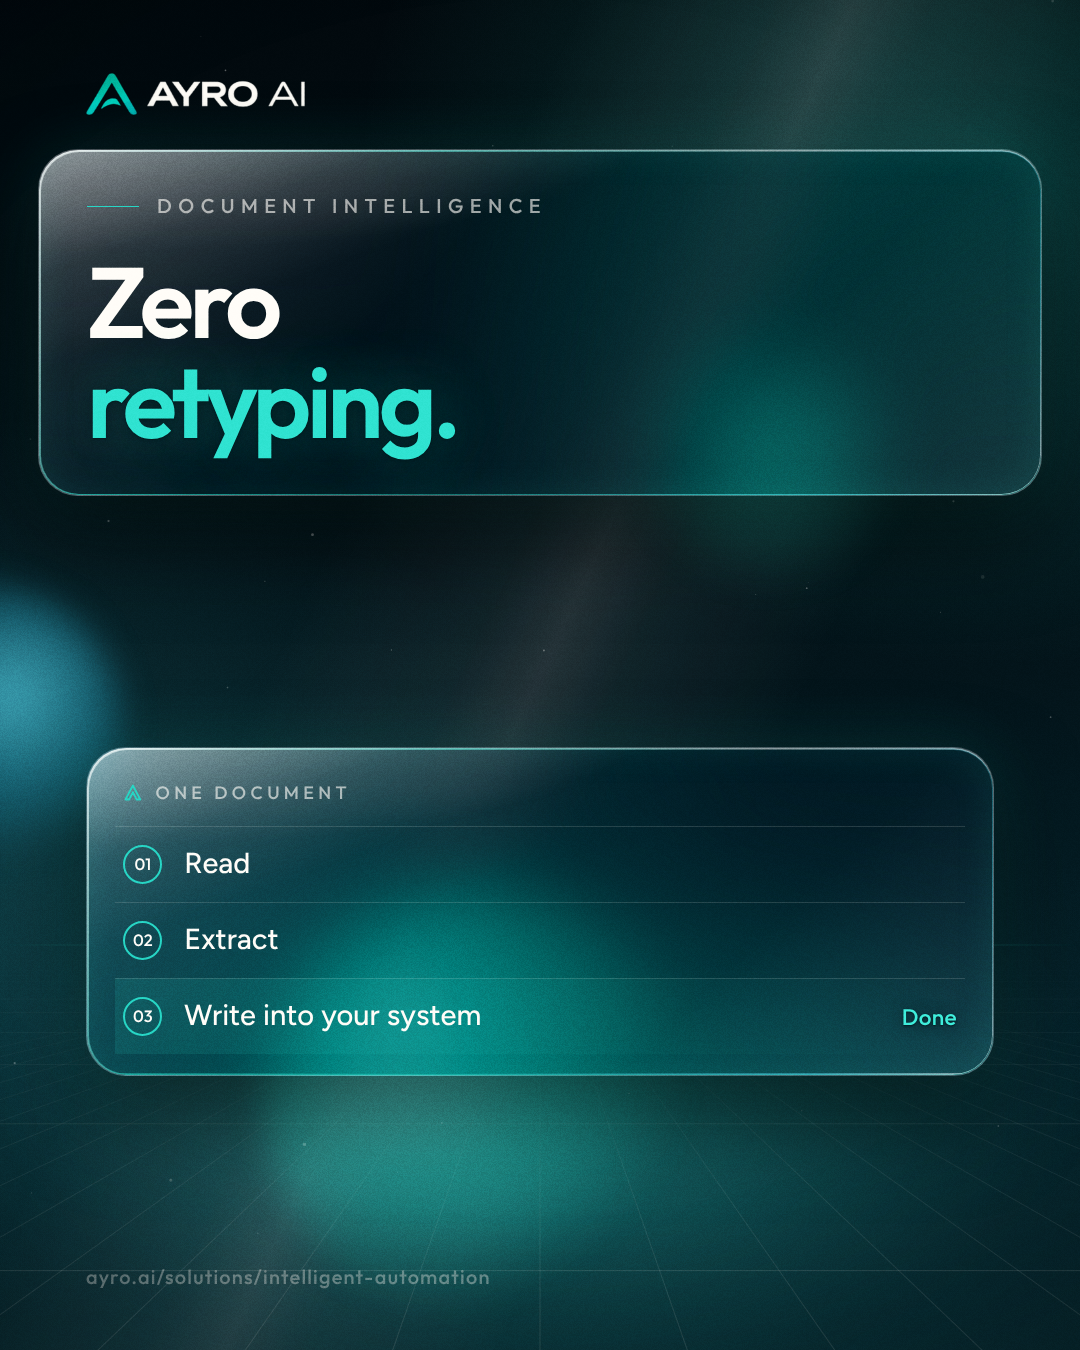 AYRO AI
DOCUMENT INTELLIGENCE
Zero
retyping.
ONE DOCUMENT
01 Read
02 Extract
03 Write into your system Done
ayro.ai/solutions/intelligent-automation